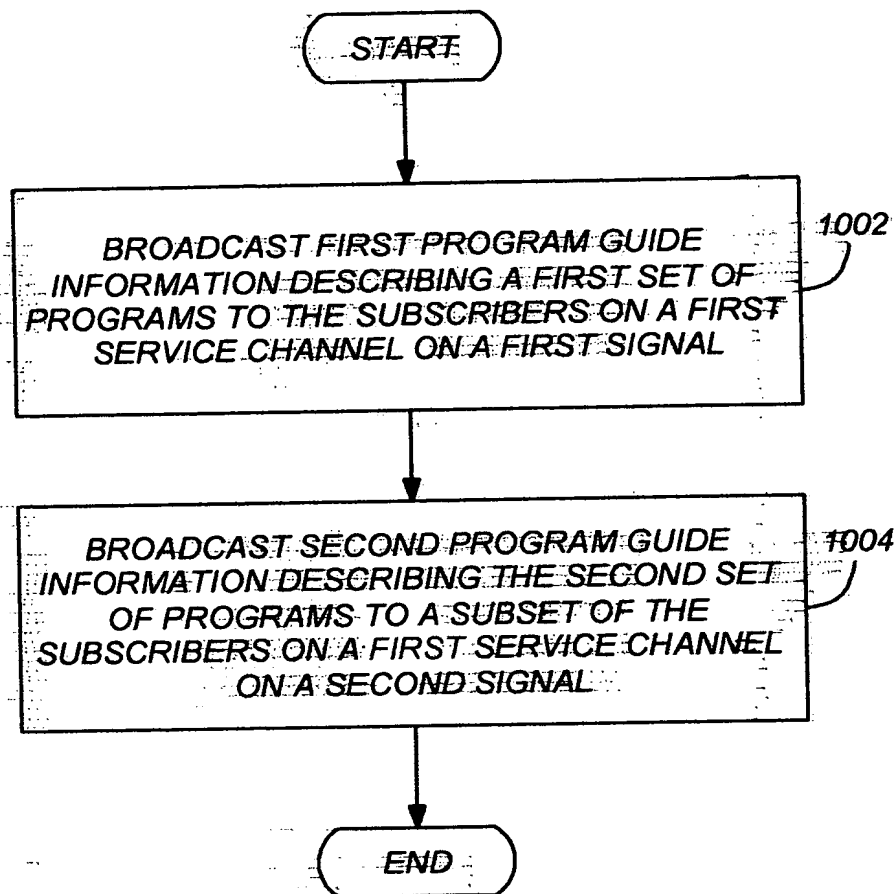 START
BROADCAST FIRST PROGRAM GUIDE
INFORMATION DESCRIBING A FIRST SET OF
PROGRAMS TO THE SUBSCRIBERS ON A FIRST
SERVICE CHANNEL ON A FIRST SIGNAL
1002
BROADCAST SECOND PROGRAM GUIDE
INFORMATION DESCRIBING THE SECOND SET
OF PROGRAMS TO A SUBSET OF THE
SUBSCRIBERS ON A FIRST SERVICE CHANNEL
ON A SECOND SIGNAL
1004
END